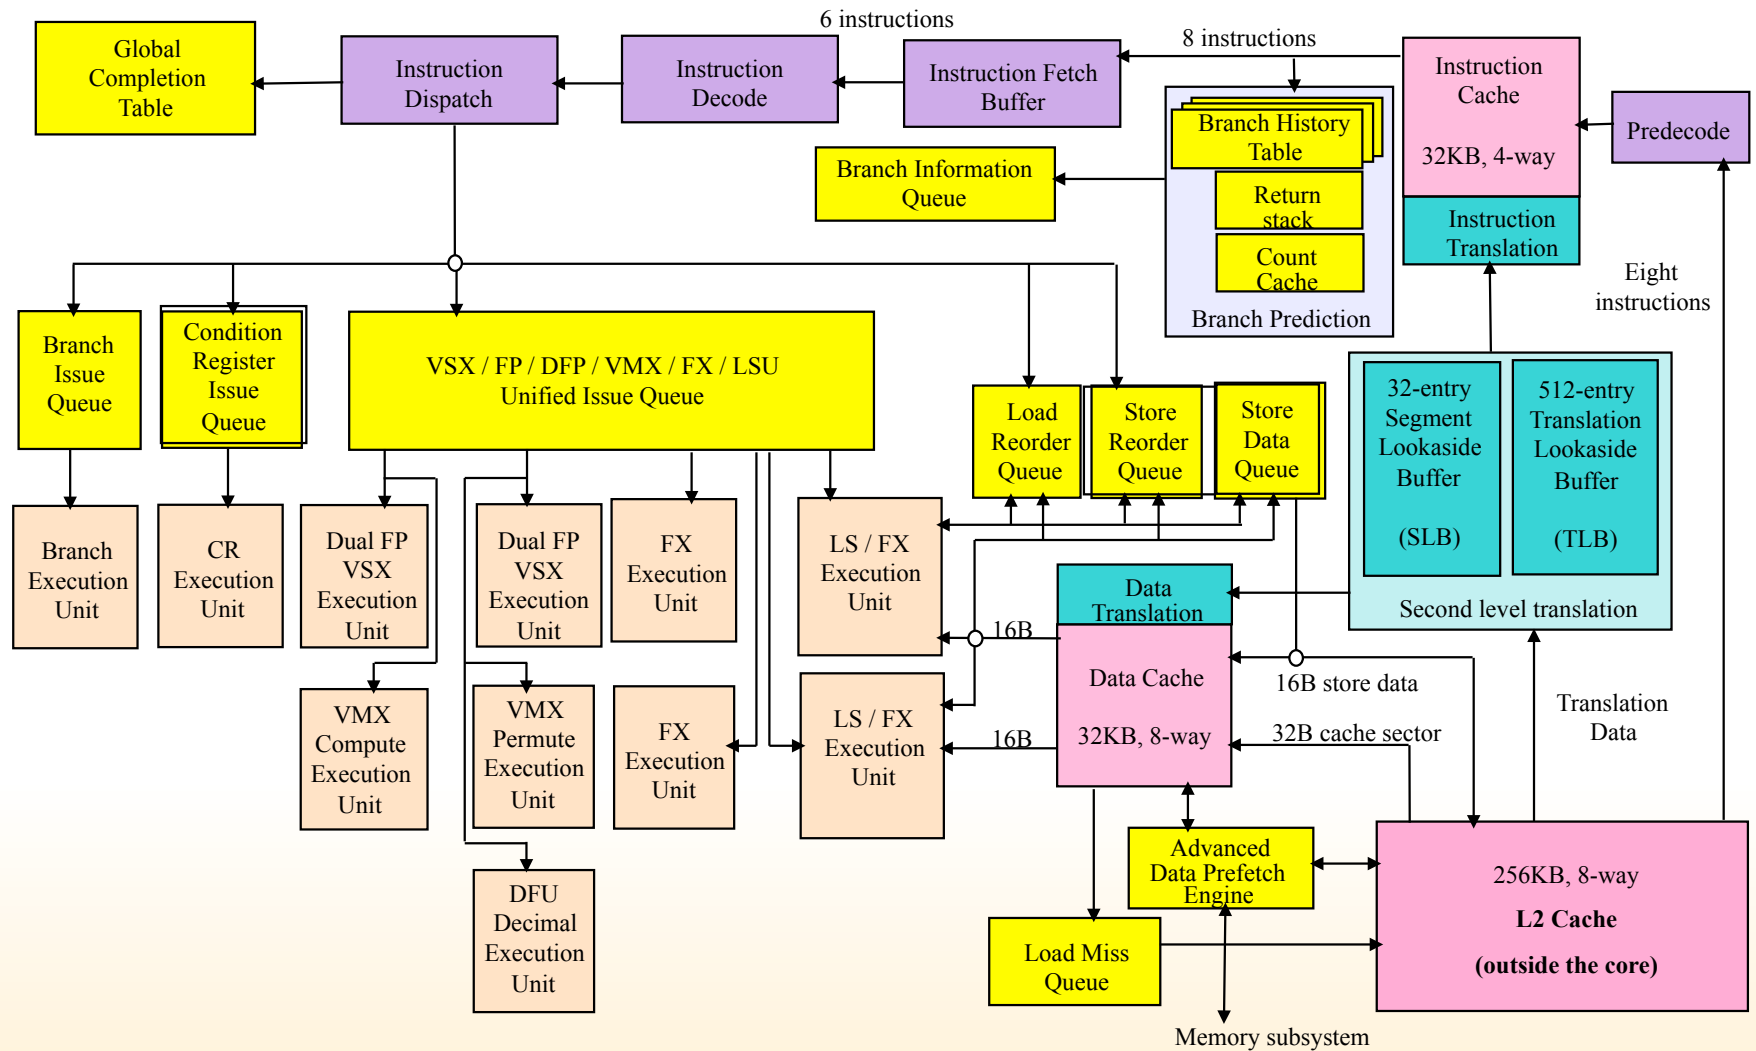 6 instructions
8 instructions
Global
Completion
Table
Instruction
Dispatch
Instruction
Decode
Instruction Fetch
Buffer
Instruction
Cache
32KB, 4-way
Predecode
Branch History
Table
Return
stack
Count
Cache
Branch Prediction
Branch Information
Queue
Instruction
Translation
Eight
instructions
Branch
Issue
Queue
Condition
Register
Issue
Queue
VSX / FP / DFP / VMX / FX / LSU
Unified Issue Queue
Load
Reorder
Queue
Store
Reorder
Queue
Store
Data
Queue
32-entry
Segment
Lookaside
Buffer
(SLB)
512-entry
Translation
Lookaside
Buffer
(TLB)
Second level translation
Branch
Execution
Unit
CR
Execution
Unit
Dual FP
VSX
Execution
Unit
Dual FP
VSX
Execution
Unit
FX
Execution
Unit
LS / FX
Execution
Unit
Data
Translation
16B
Data Cache
32KB, 8-way
16B store data
32B cache sector
16B
Translation
Data
VMX
Compute
Execution
Unit
VMX
Permute
Execution
Unit
FX
Execution
Unit
LS / FX
Execution
Unit
Advanced
Data Prefetch
Engine
256KB, 8-way
L2 Cache
(outside the core)
DFU
Decimal
Execution
Unit
Load Miss
Queue
Memory subsystem